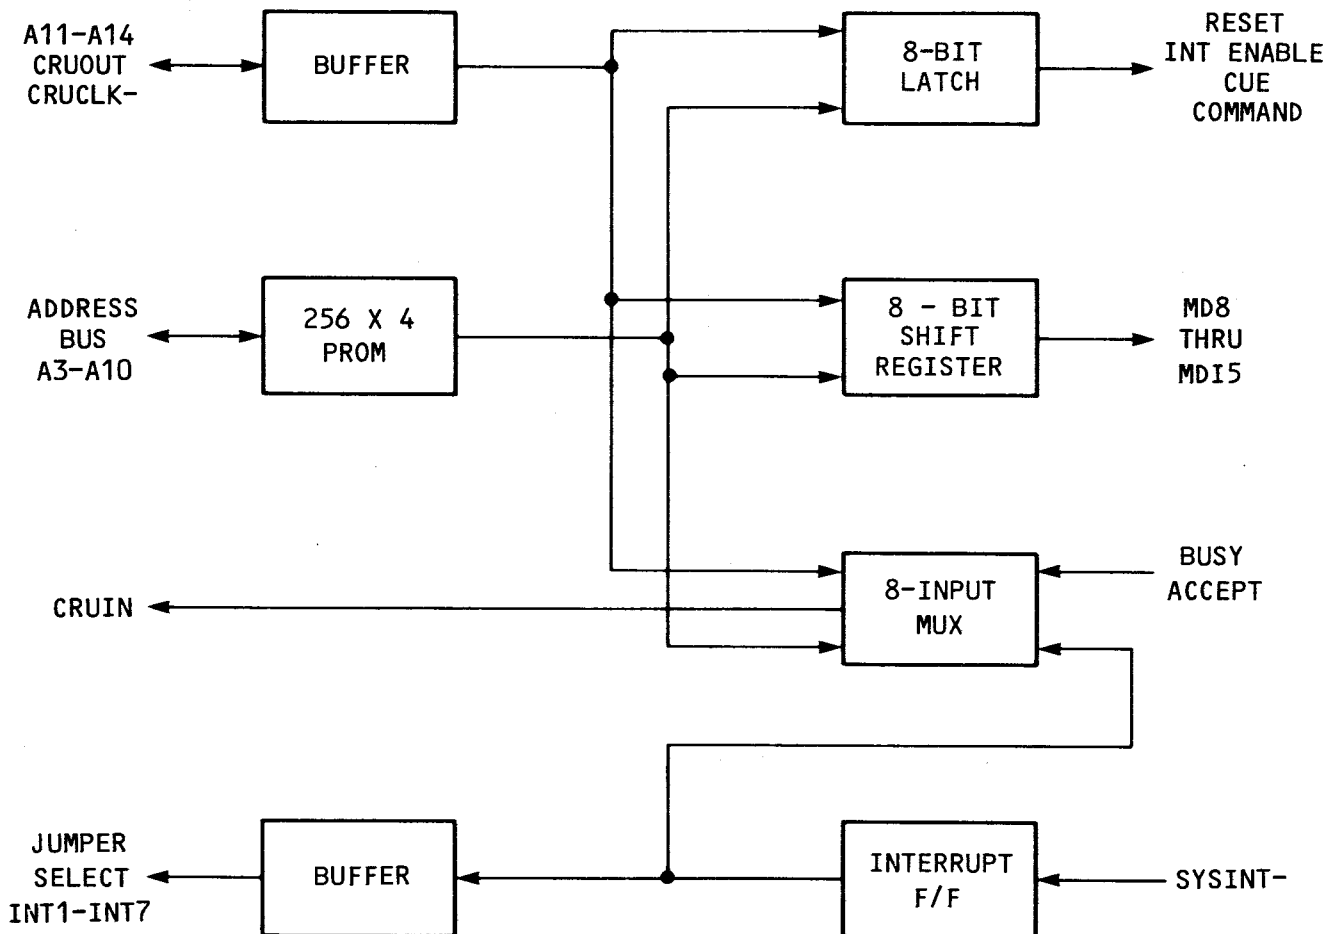 A11-A14
CRUOUT
CRUCLK-
BUFFER
8-BIT
LATCH
RESET
INT ENABLE
CUE
COMMAND
ADDRESS
BUS
A3-A10
256 X 4
PROM
8 - BIT
SHIFT
REGISTER
MD8
THRU
MDI5
CRUIN
8-INPUT
MUX
BUSY
ACCEPT
JUMPER
SELECT
INT1-INT7
BUFFER
INTERRUPT
F/F
SYSINT-